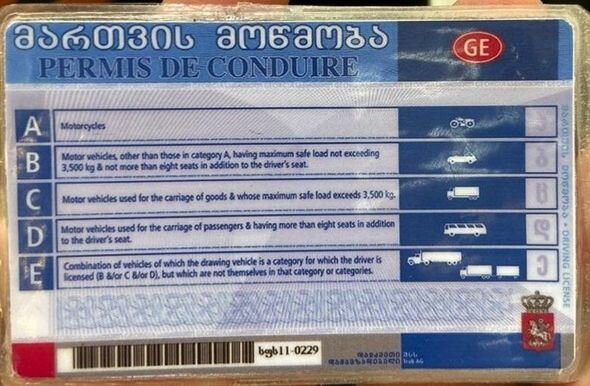 მართვის მოწმობა
GE
PERMIS DE CONDUIRE
A
Motorcycles
B
Motor vehicles, other than those in category A, having maximum safe load not exceeding
3,500 kg & not more than eight seats in addition to the driver's seat.
C
Motor vehicles used for the carriage of goods & whose maximum safe load exceeds 3,500 kg.
D
Motor vehicles used for the carriage of passengers & having more than eight seats in addition
to the driver's seat.
E
Combination of vehicles of which the drawing vehicle is a category for which the driver is
licensed (B &/or C &/or D), but which are not themselves in that category or categories.
მართვის მოწმობა • DRIVING LICENSE
სფს11-0229